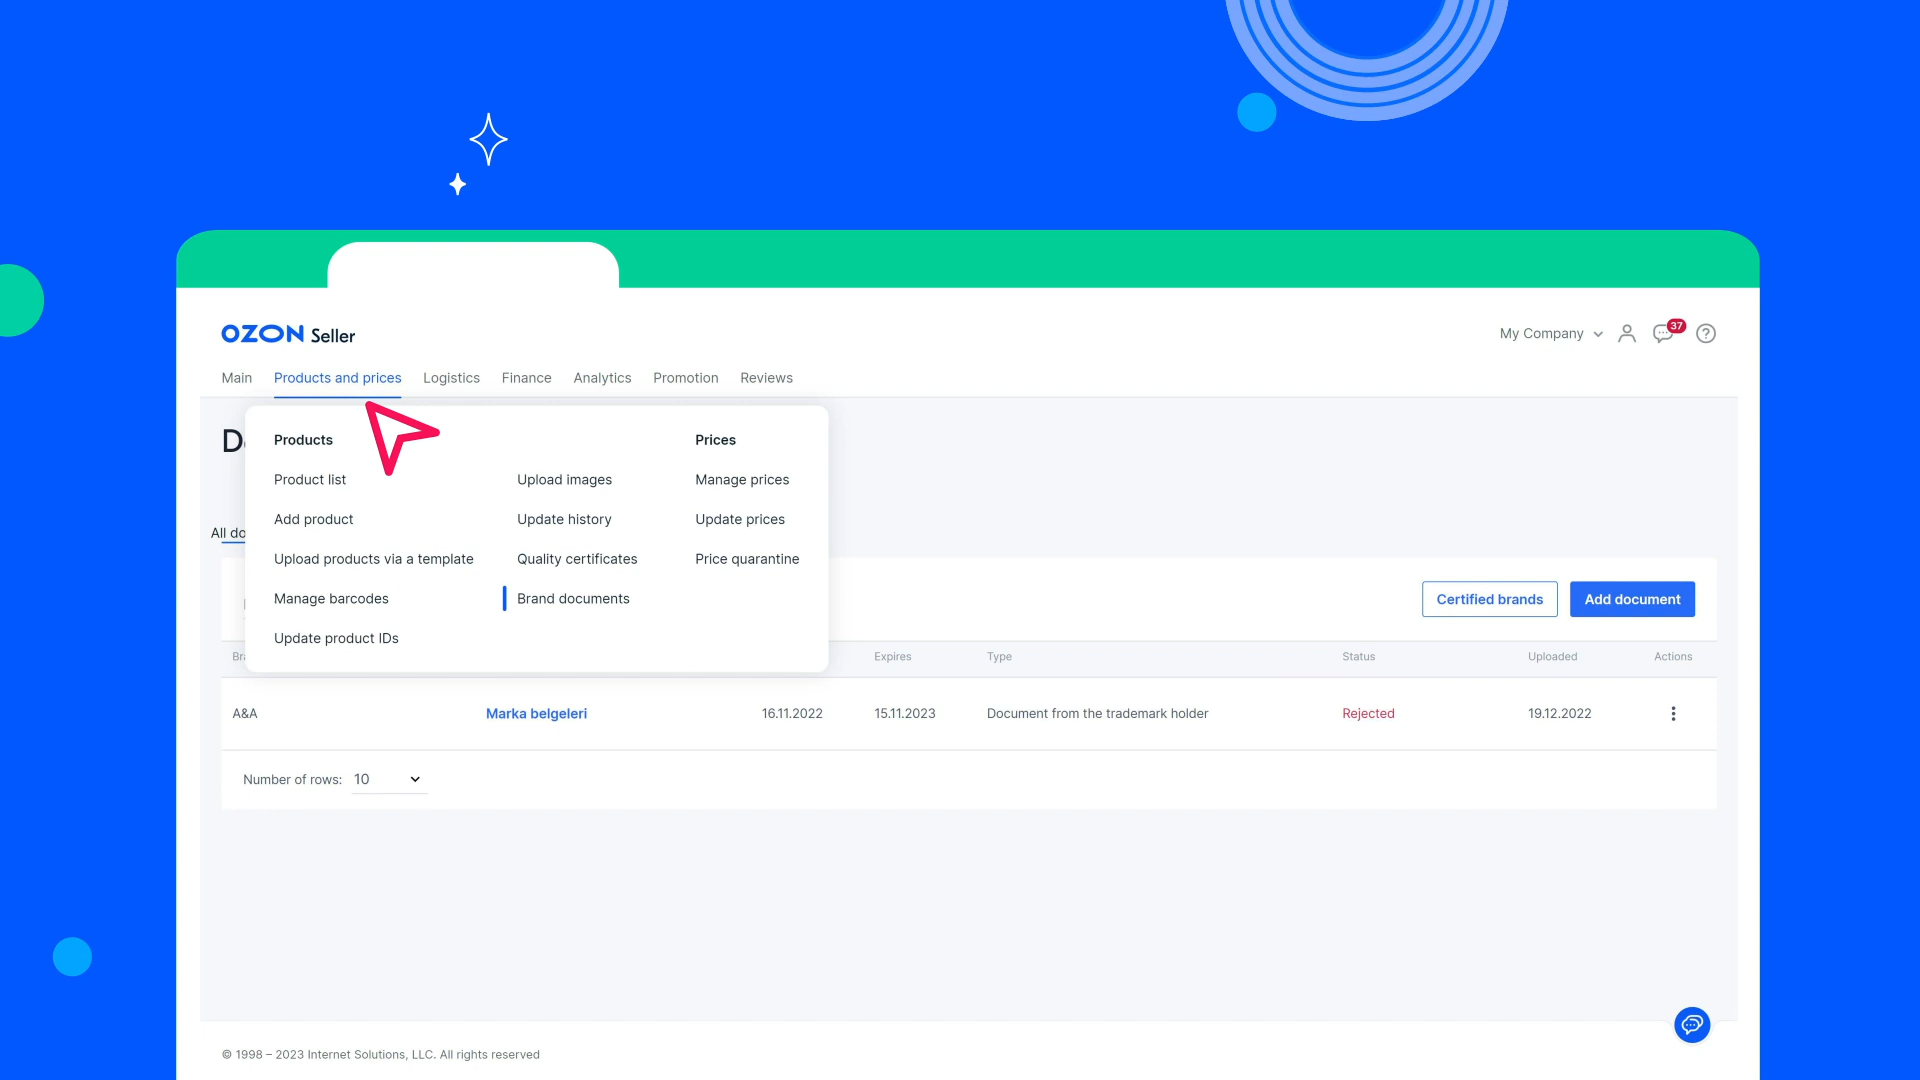 OZON Seller
My Company
37
Main Products and prices Logistics Finance Analytics Promotion Reviews
Products
Prices
Product list
Upload images
Manage prices
Add product
Update history
Update prices
All do
Upload products via a template
Quality certificates
Price quarantine
Manage barcodes
Brand documents
Certified brands
Add document
Update product IDs
Expires
Type
Status
Uploaded
Actions
A&A
Marka belgeleri
16.11.2022
15.11.2023
Document from the trademark holder
Rejected
19.12.2022
Number of rows: 10
© 1998 – 2023 Internet Solutions, LLC. All rights reserved